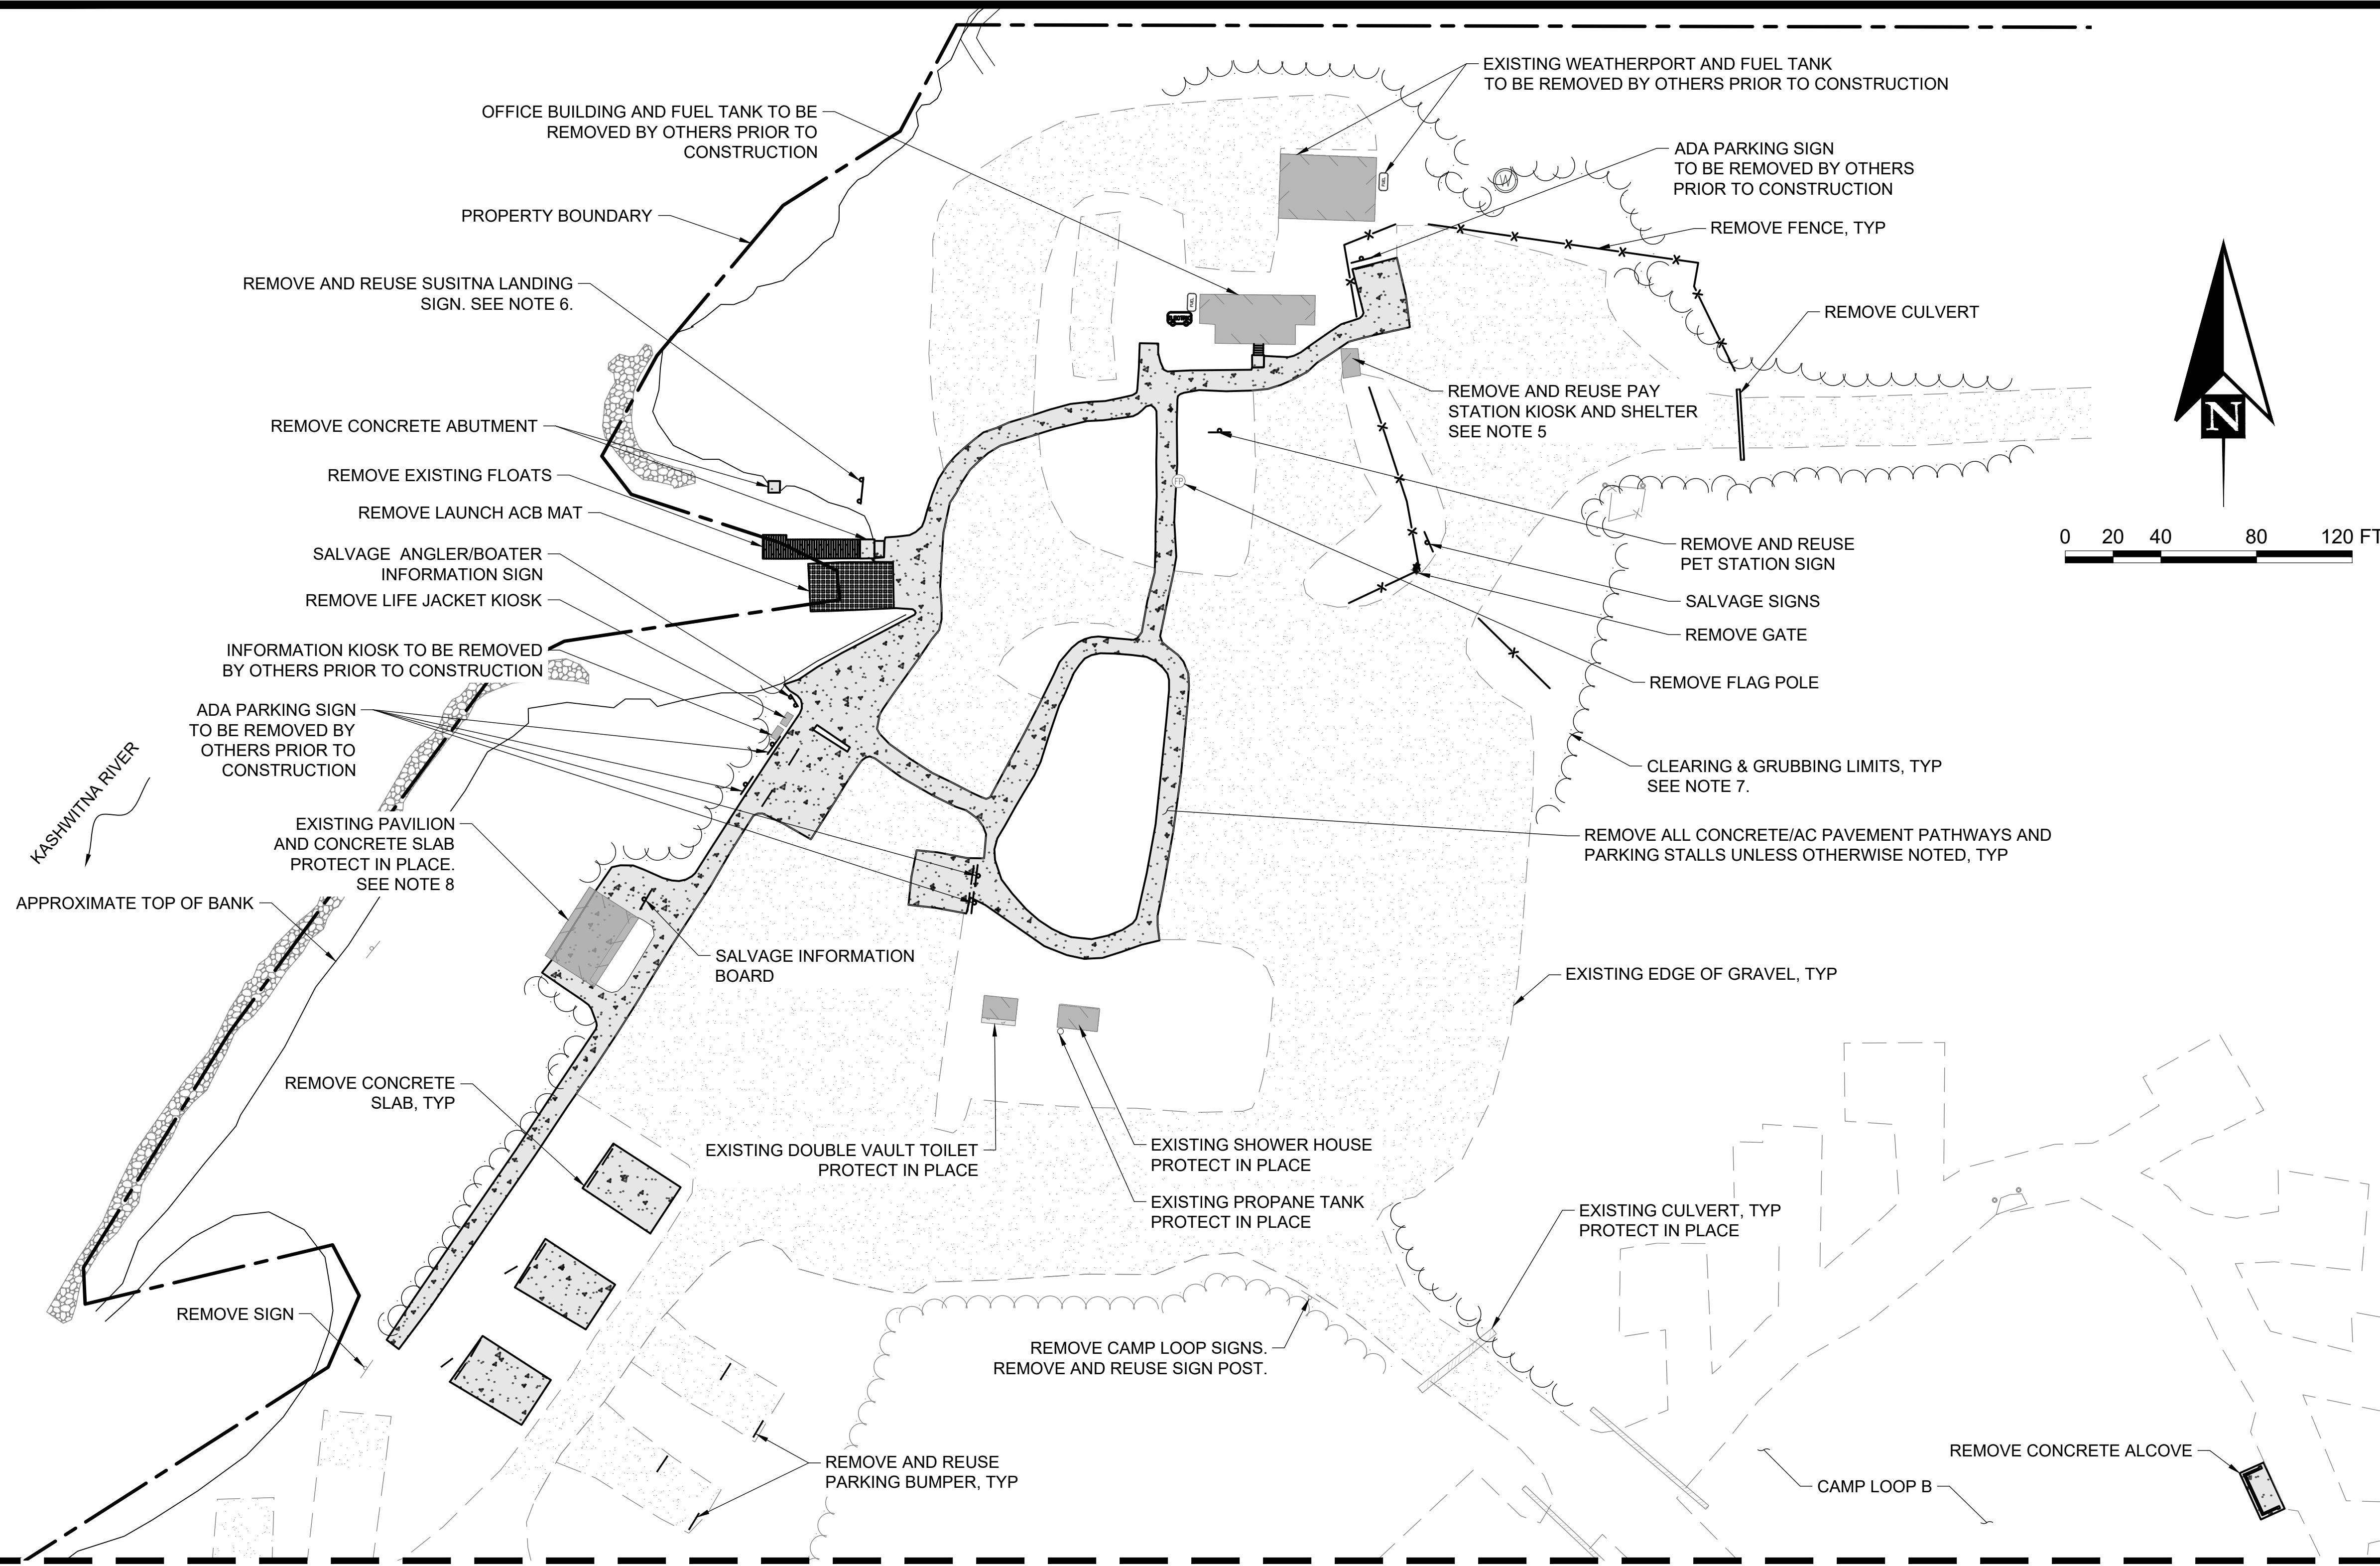 EXISTING WEATHERPORT AND FUEL TANK
TO BE REMOVED BY OTHERS PRIOR TO CONSTRUCTION
OFFICE BUILDING AND FUEL TANK TO BE
REMOVED BY OTHERS PRIOR TO
CONSTRUCTION
ADA PARKING SIGN
TO BE REMOVED BY OTHERS
PRIOR TO CONSTRUCTION
FUEL
W
PROPERTY BOUNDARY
REMOVE FENCE, TYP
REMOVE AND REUSE SUSITNA LANDING
SIGN. SEE NOTE 6.
FUEL
REMOVE CULVERT
REMOVE AND REUSE PAY
STATION KIOSK AND SHELTER
SEE NOTE 5
N
REMOVE CONCRETE ABUTMENT
REMOVE EXISTING FLOATS
FP
REMOVE LAUNCH ACB MAT
0 20 40 80 120 FT
SALVAGE ANGLER/BOATER
INFORMATION SIGN
REMOVE AND REUSE
PET STATION SIGN
REMOVE LIFE JACKET KIOSK
SALVAGE SIGNS
REMOVE GATE
INFORMATION KIOSK TO BE REMOVED
BY OTHERS PRIOR TO CONSTRUCTION
REMOVE FLAG POLE
ADA PARKING SIGN
TO BE REMOVED BY
OTHERS PRIOR TO
CONSTRUCTION
KASHWITNA RIVER
CLEARING & GRUBBING LIMITS, TYP
SEE NOTE 7.
EXISTING PAVILION
AND CONCRETE SLAB
PROTECT IN PLACE.
SEE NOTE 8
REMOVE ALL CONCRETE/AC PAVEMENT PATHWAYS AND
PARKING STALLS UNLESS OTHERWISE NOTED, TYP
APPROXIMATE TOP OF BANK
SALVAGE INFORMATION
BOARD
EXISTING EDGE OF GRAVEL, TYP
REMOVE CONCRETE
SLAB, TYP
EXISTING DOUBLE VAULT TOILET
PROTECT IN PLACE
EXISTING SHOWER HOUSE
PROTECT IN PLACE
EXISTING PROPANE TANK
PROTECT IN PLACE
EXISTING CULVERT, TYP
PROTECT IN PLACE
REMOVE SIGN
REMOVE CAMP LOOP SIGNS.
REMOVE AND REUSE SIGN POST.
REMOVE AND REUSE
PARKING BUMPER, TYP
REMOVE CONCRETE ALCOVE
CAMP LOOP B